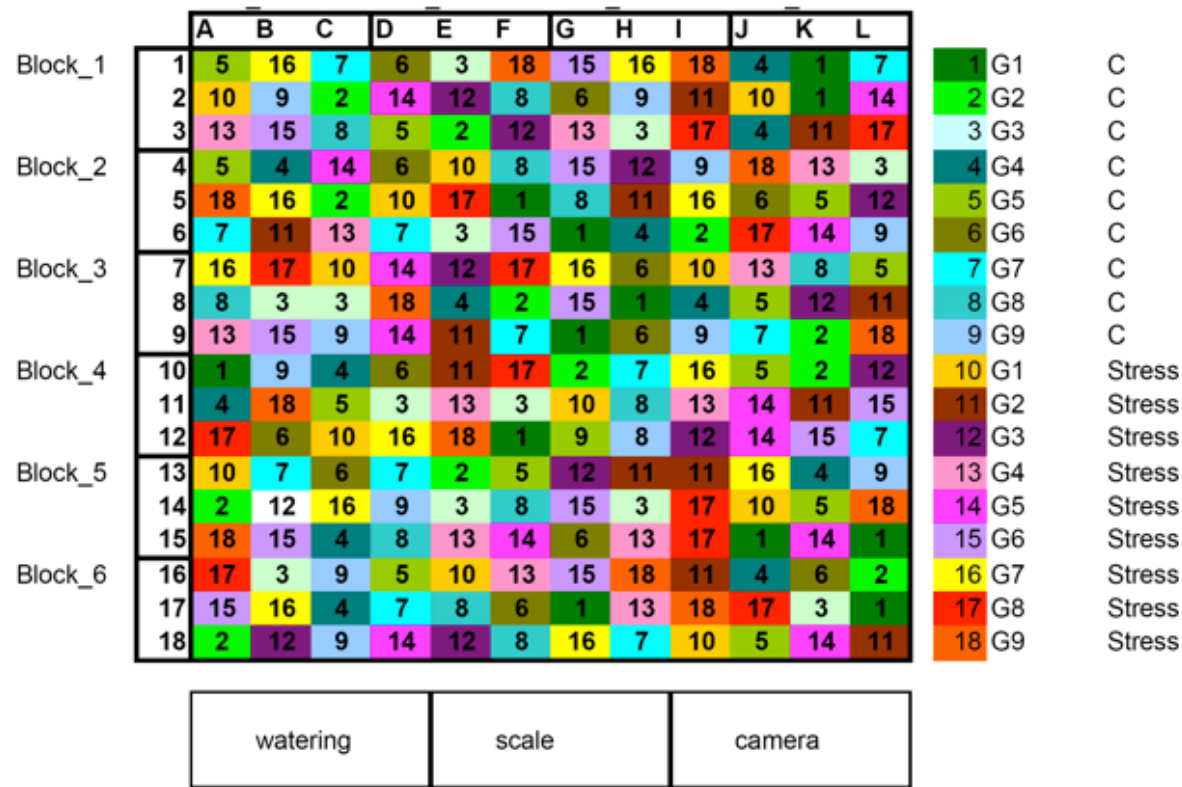 A B C D E F G H I J K L
Block_1 1 5 16 7 6 3 18 15 16 18 4 1 7 1 G1 C
2 10 9 2 14 12 8 6 9 11 10 1 14 2 G2 C
3 13 15 8 5 2 12 13 3 17 4 11 17 3 G3 C
Block_2 4 5 4 14 6 10 8 15 12 9 18 13 3 4 G4 C
5 18 16 2 10 17 1 8 11 16 6 5 12 5 G5 C
6 7 11 13 7 3 15 1 4 2 17 14 9 6 G6 C
Block_3 7 16 17 10 14 12 17 16 6 10 13 8 5 7 G7 C
8 8 3 3 18 4 2 15 1 4 5 12 11 8 G8 C
9 13 15 9 14 11 7 1 6 9 7 2 18 9 G9 C
Block_4 10 1 9 4 6 11 17 2 7 16 5 2 12 10 G1 Stress
11 4 18 5 3 13 3 10 8 13 14 11 15 11 G2 Stress
12 17 6 10 16 18 1 9 8 12 14 15 7 12 G3 Stress
Block_5 13 10 7 6 7 2 5 12 11 11 16 4 9 13 G4 Stress
14 2 12 16 9 3 8 15 3 17 10 5 18 14 G5 Stress
15 18 15 4 8 13 14 6 13 17 1 14 1 15 G6 Stress
Block_6 16 17 3 9 5 10 13 15 18 11 4 6 2 16 G7 Stress
17 15 16 4 7 8 6 1 13 18 17 3 1 17 G8 Stress
18 2 12 9 14 12 8 16 7 10 5 14 11 18 G9 Stress
watering scale camera